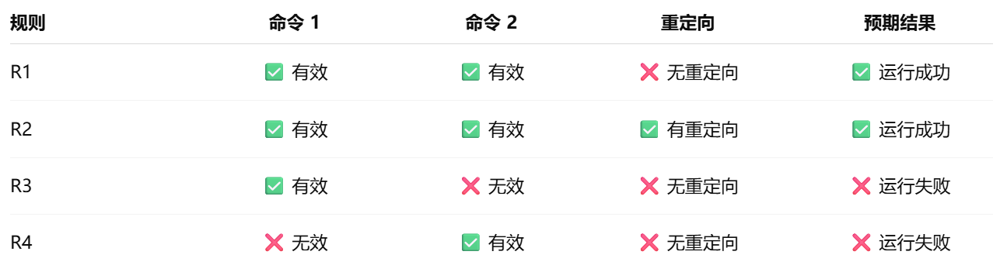 规则 命令 1 命令 2 重定向 预期结果
R1 ✅ 有效 ✅ 有效 ❌ 无重定向 ✅ 运行成功
R2 ✅ 有效 ✅ 有效 ✅ 有重定向 ✅ 运行成功
R3 ✅ 有效 ❌ 无效 ❌ 无重定向 ❌ 运行失败
R4 ❌ 无效 ✅ 有效 ❌ 无重定向 ❌ 运行失败